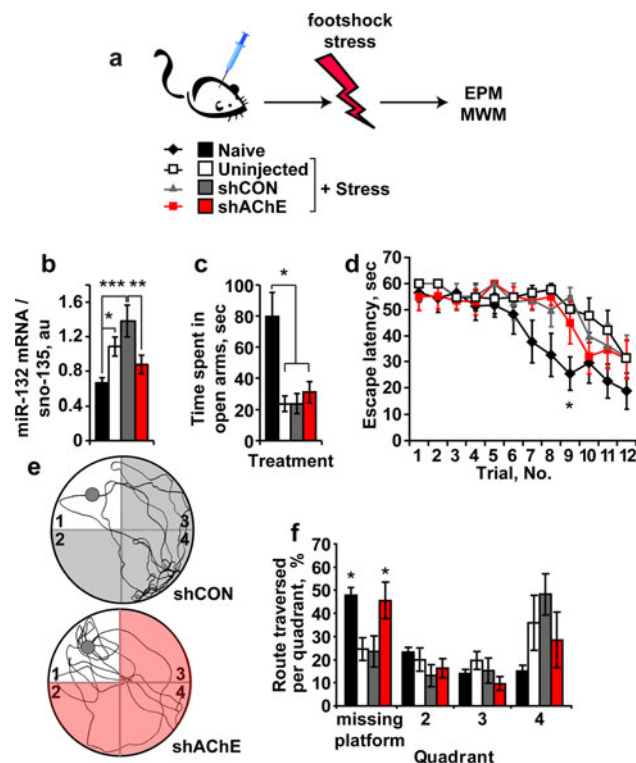 a
footshock
stress
EPM
MWM
Naive
Uninjected
shCON
shAChE
+ Stress
b
miR-132 mRNA /
sno-135, au
1.6
1.2
0.8
0.4
0
***
**
*
c
Time spent in
open arms, sec
100
80
60
40
20
0
*
Treatment
d
Escape latency, sec
70
60
50
40
30
20
10
0
*
1 2 3 4 5 6 7 8 9 10 11 12
Trial, No.
e
1
2
3
4
shCON
1
2
3
4
shAChE
f
Route traversed
per quadrant, %
70
60
50
40
30
20
10
0
* *
missing
platform
2
3
4
Quadrant